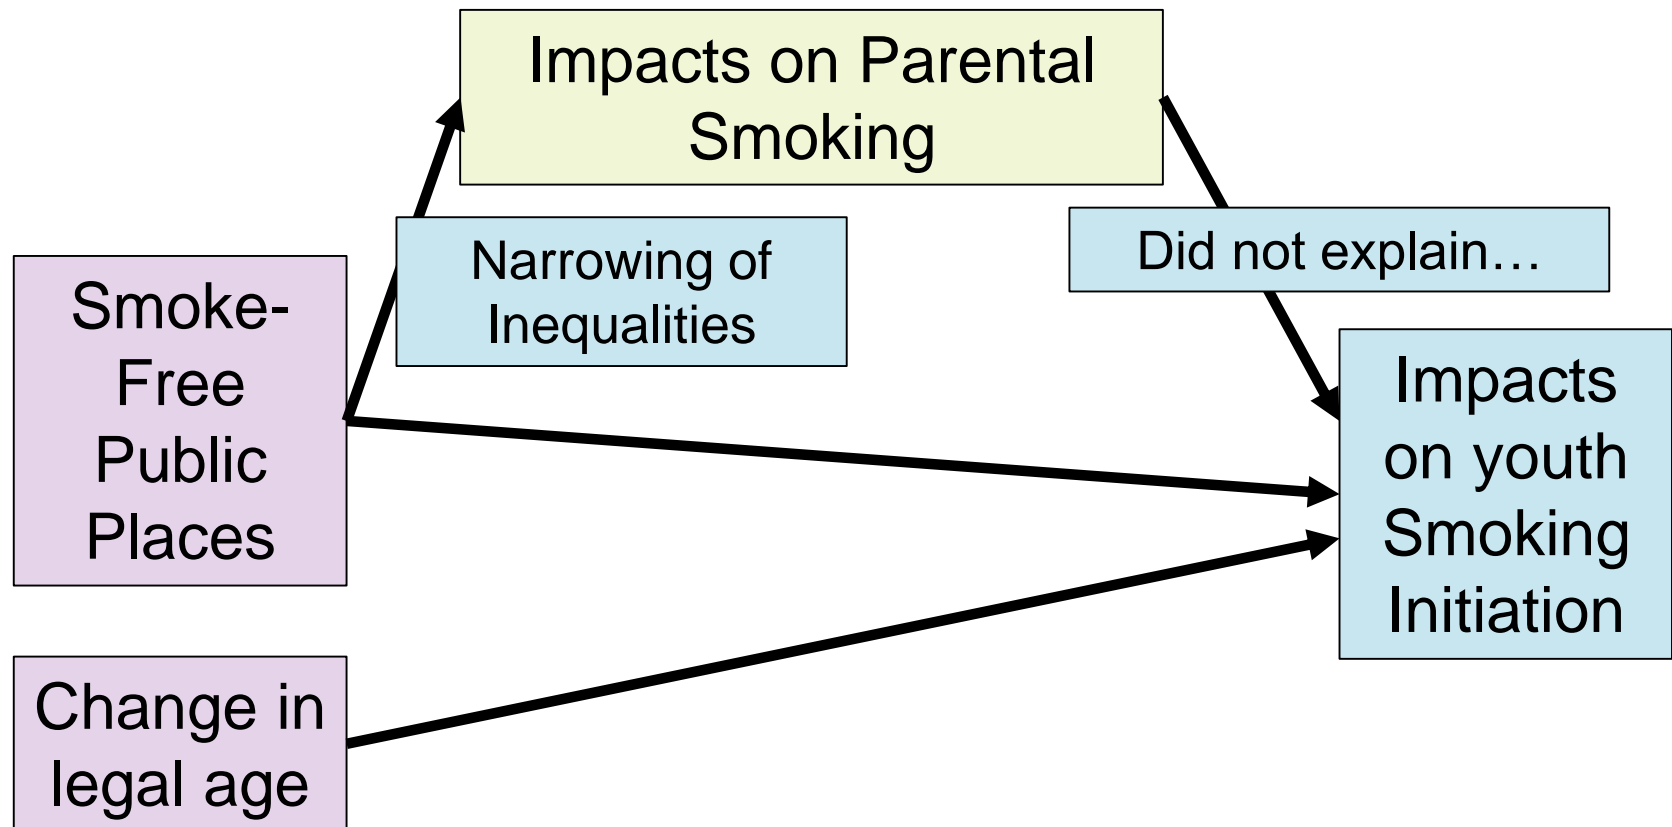 Impacts on Parental
Smoking
Narrowing of
Inequalities
Did not explain…
Smoke-
Free
Public
Places
Impacts
on youth
Smoking
Initiation
Change in
legal age